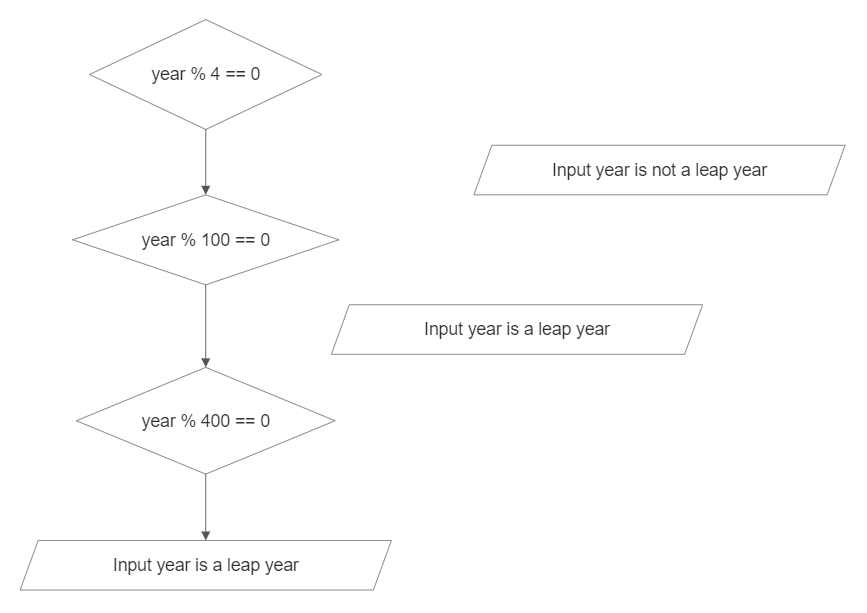 year % 4 == 0
Input year is not a leap year
year % 100 == 0
Input year is a leap year
year % 400 == 0
Input year is a leap year